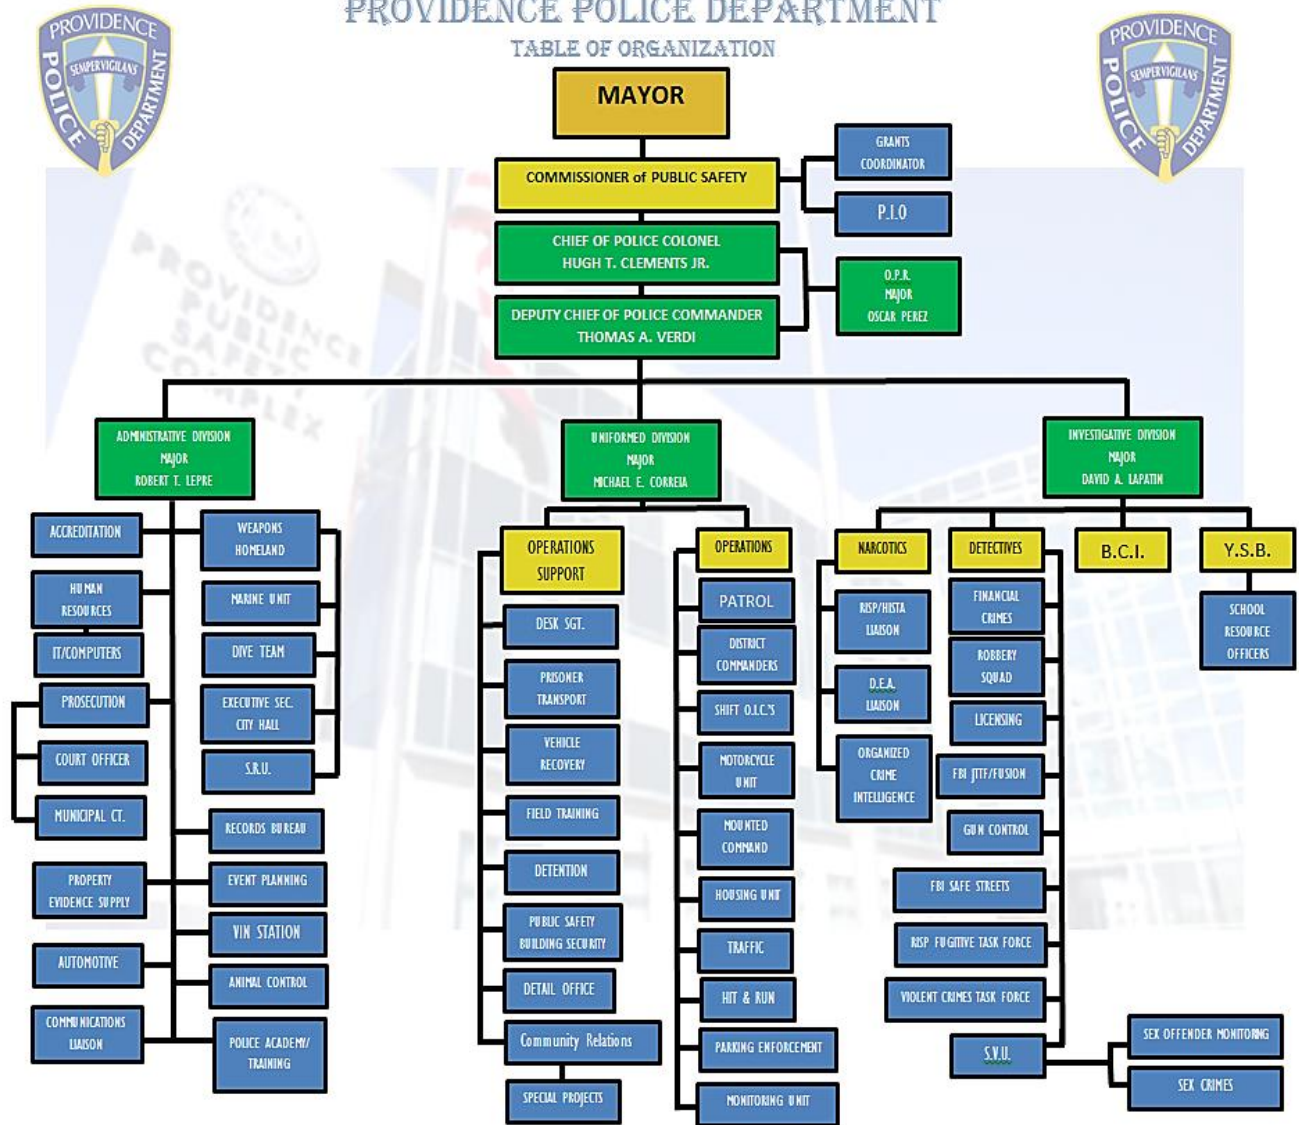 PROVIDENCE POLICE DEPARTMENT
TABLE OF ORGANIZATION
PROVIDENCE
POLICE
DEPARTMENT
SEMPER VIGILANS
PROVIDENCE
POLICE
DEPARTMENT
SEMPER VIGILANS
PROVIDENCE
PUBLIC
SAFETY
COMPLEX
MAYOR
COMMISSIONER of PUBLIC SAFETY
GRANTS
COORDINATOR
P.I.O
CHIEF OF POLICE COLONEL
HUGH T. CLEMENTS JR.
DEPUTY CHIEF OF POLICE COMMANDER
THOMAS A. VERDI
O.P.R.
MAJOR
OSCAR PEREZ
ADMINISTRATIVE DIVISION
MAJOR
ROBERT T. LEPRE
UNIFORMED DIVISION
MAJOR
MICHAEL E. CORREIA
INVESTIGATIVE DIVISION
MAJOR
DAVID A. LAPATIN
ACCREDITATION
HUMAN
RESOURCES
IT/COMPUTERS
PROSECUTION
COURT OFFICER
MUNICIPAL CT.
PROPERTY
EVIDENCE SUPPLY
AUTOMOTIVE
COMMUNICATIONS
LIAISON
WEAPONS
HOMELAND
MARINE UNIT
DIVE TEAM
EXECUTIVE SEC.
CITY HALL
S.R.U.
RECORDS BUREAU
EVENT PLANNING
VIN STATION
ANIMAL CONTROL
POLICE ACADEMY/
TRAINING
OPERATIONS
SUPPORT
DESK SGT.
PRISONER
TRANSPORT
VEHICLE
RECOVERY
FIELD TRAINING
DETENTION
PUBLIC SAFETY
BUILDING SECURITY
DETAIL OFFICE
Community Relations
SPECIAL PROJECTS
OPERATIONS
PATROL
DISTRICT
COMMANDERS
SHIFT O.I.C.'S
MOTORCYCLE
UNIT
MOUNTED
COMMAND
HOUSING UNIT
TRAFFIC
HIT & RUN
PARKING ENFORCEMENT
MONITORING UNIT
NARCOTICS
RISP/HISTA
LIAISON
D.E.A.
LIAISON
ORGANIZED
CRIME
INTELLIGENCE
DETECTIVES
FINANCIAL
CRIMES
ROBBERY
SQUAD
LICENSING
FBI JTTF/FUSION
GUN CONTROL
FBI SAFE STREETS
RISP FUGITIVE TASK FORCE
VIOLENT CRIMES TASK FORCE
S.V.U.
SEX OFFENDER MONITORING
SEX CRIMES
B.C.I.
Y.S.B.
SCHOOL
RESOURCE
OFFICERS